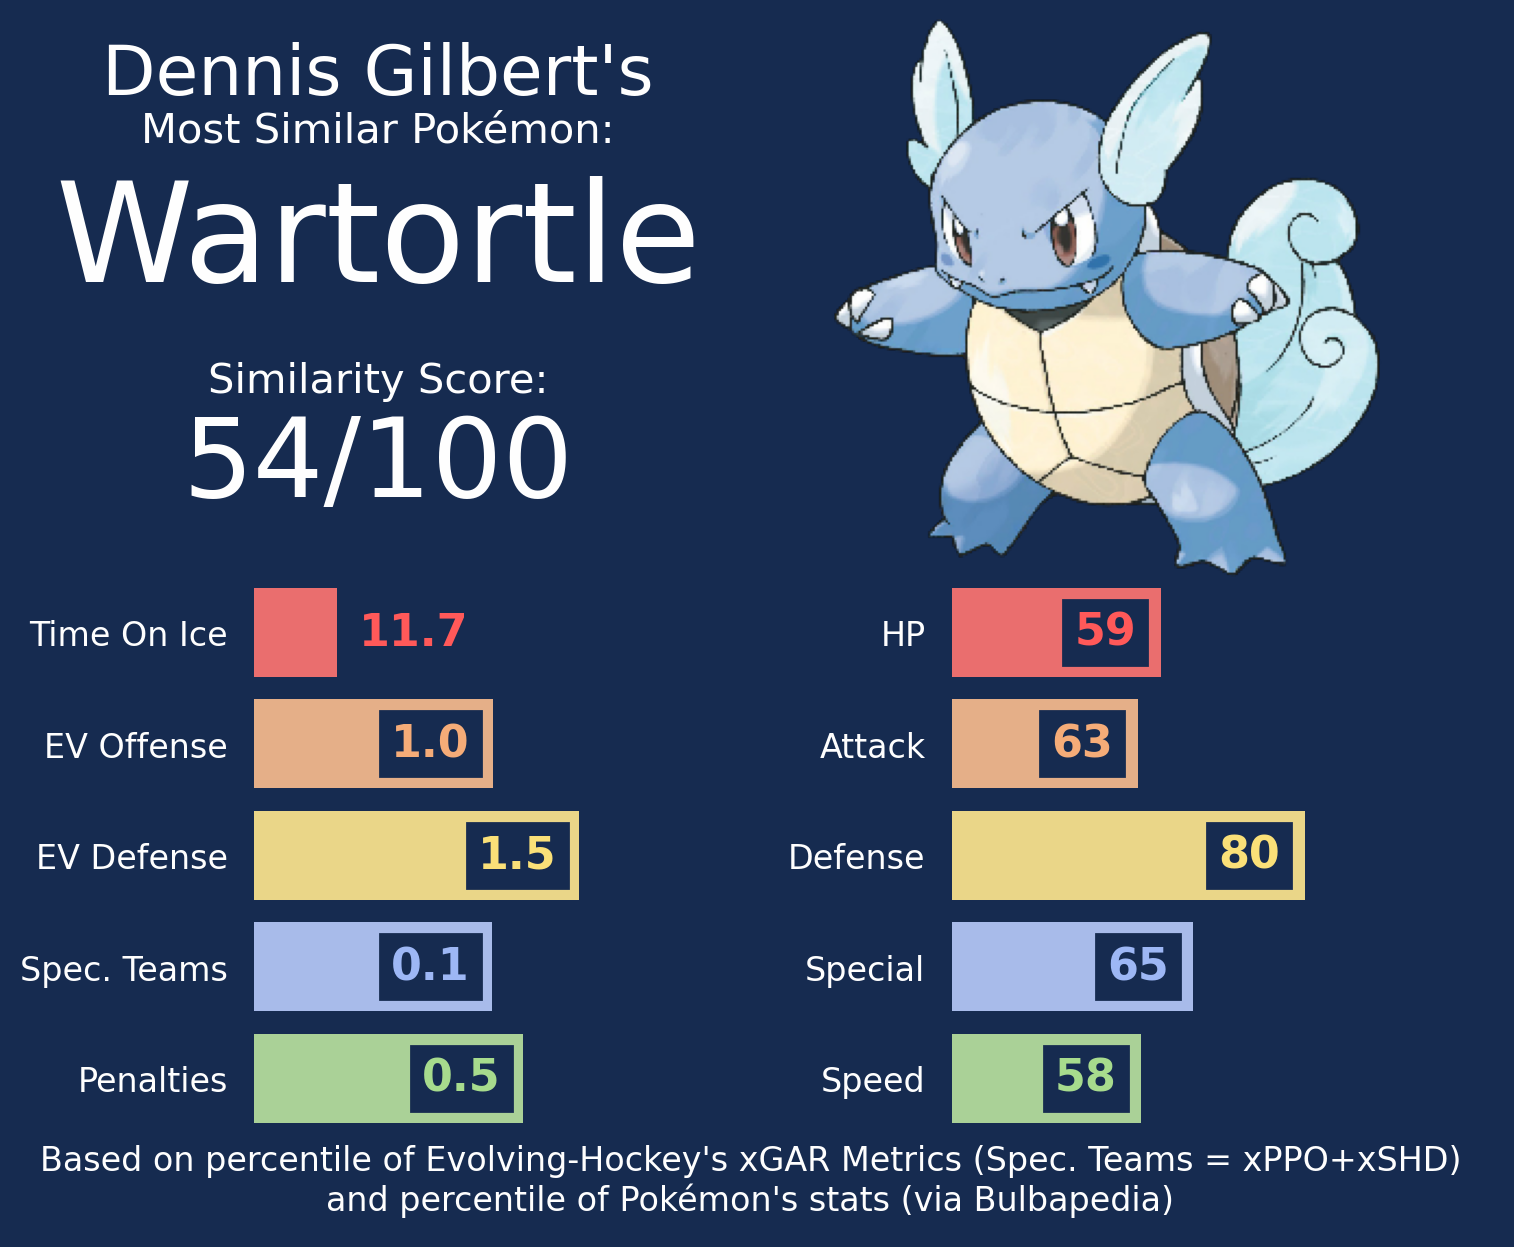 Dennis Gilbert's
Most Similar Pokémon:
Wartortle
Similarity Score:
54/100
Time On Ice 11.7
EV Offense 1.0
EV Defense 1.5
Spec. Teams 0.1
Penalties 0.5
HP 59
Attack 63
Defense 80
Special 65
Speed 58
Based on percentile of Evolving-Hockey's xGAR Metrics (Spec. Teams = xPPO+xSHD)
and percentile of Pokémon's stats (via Bulbapedia)